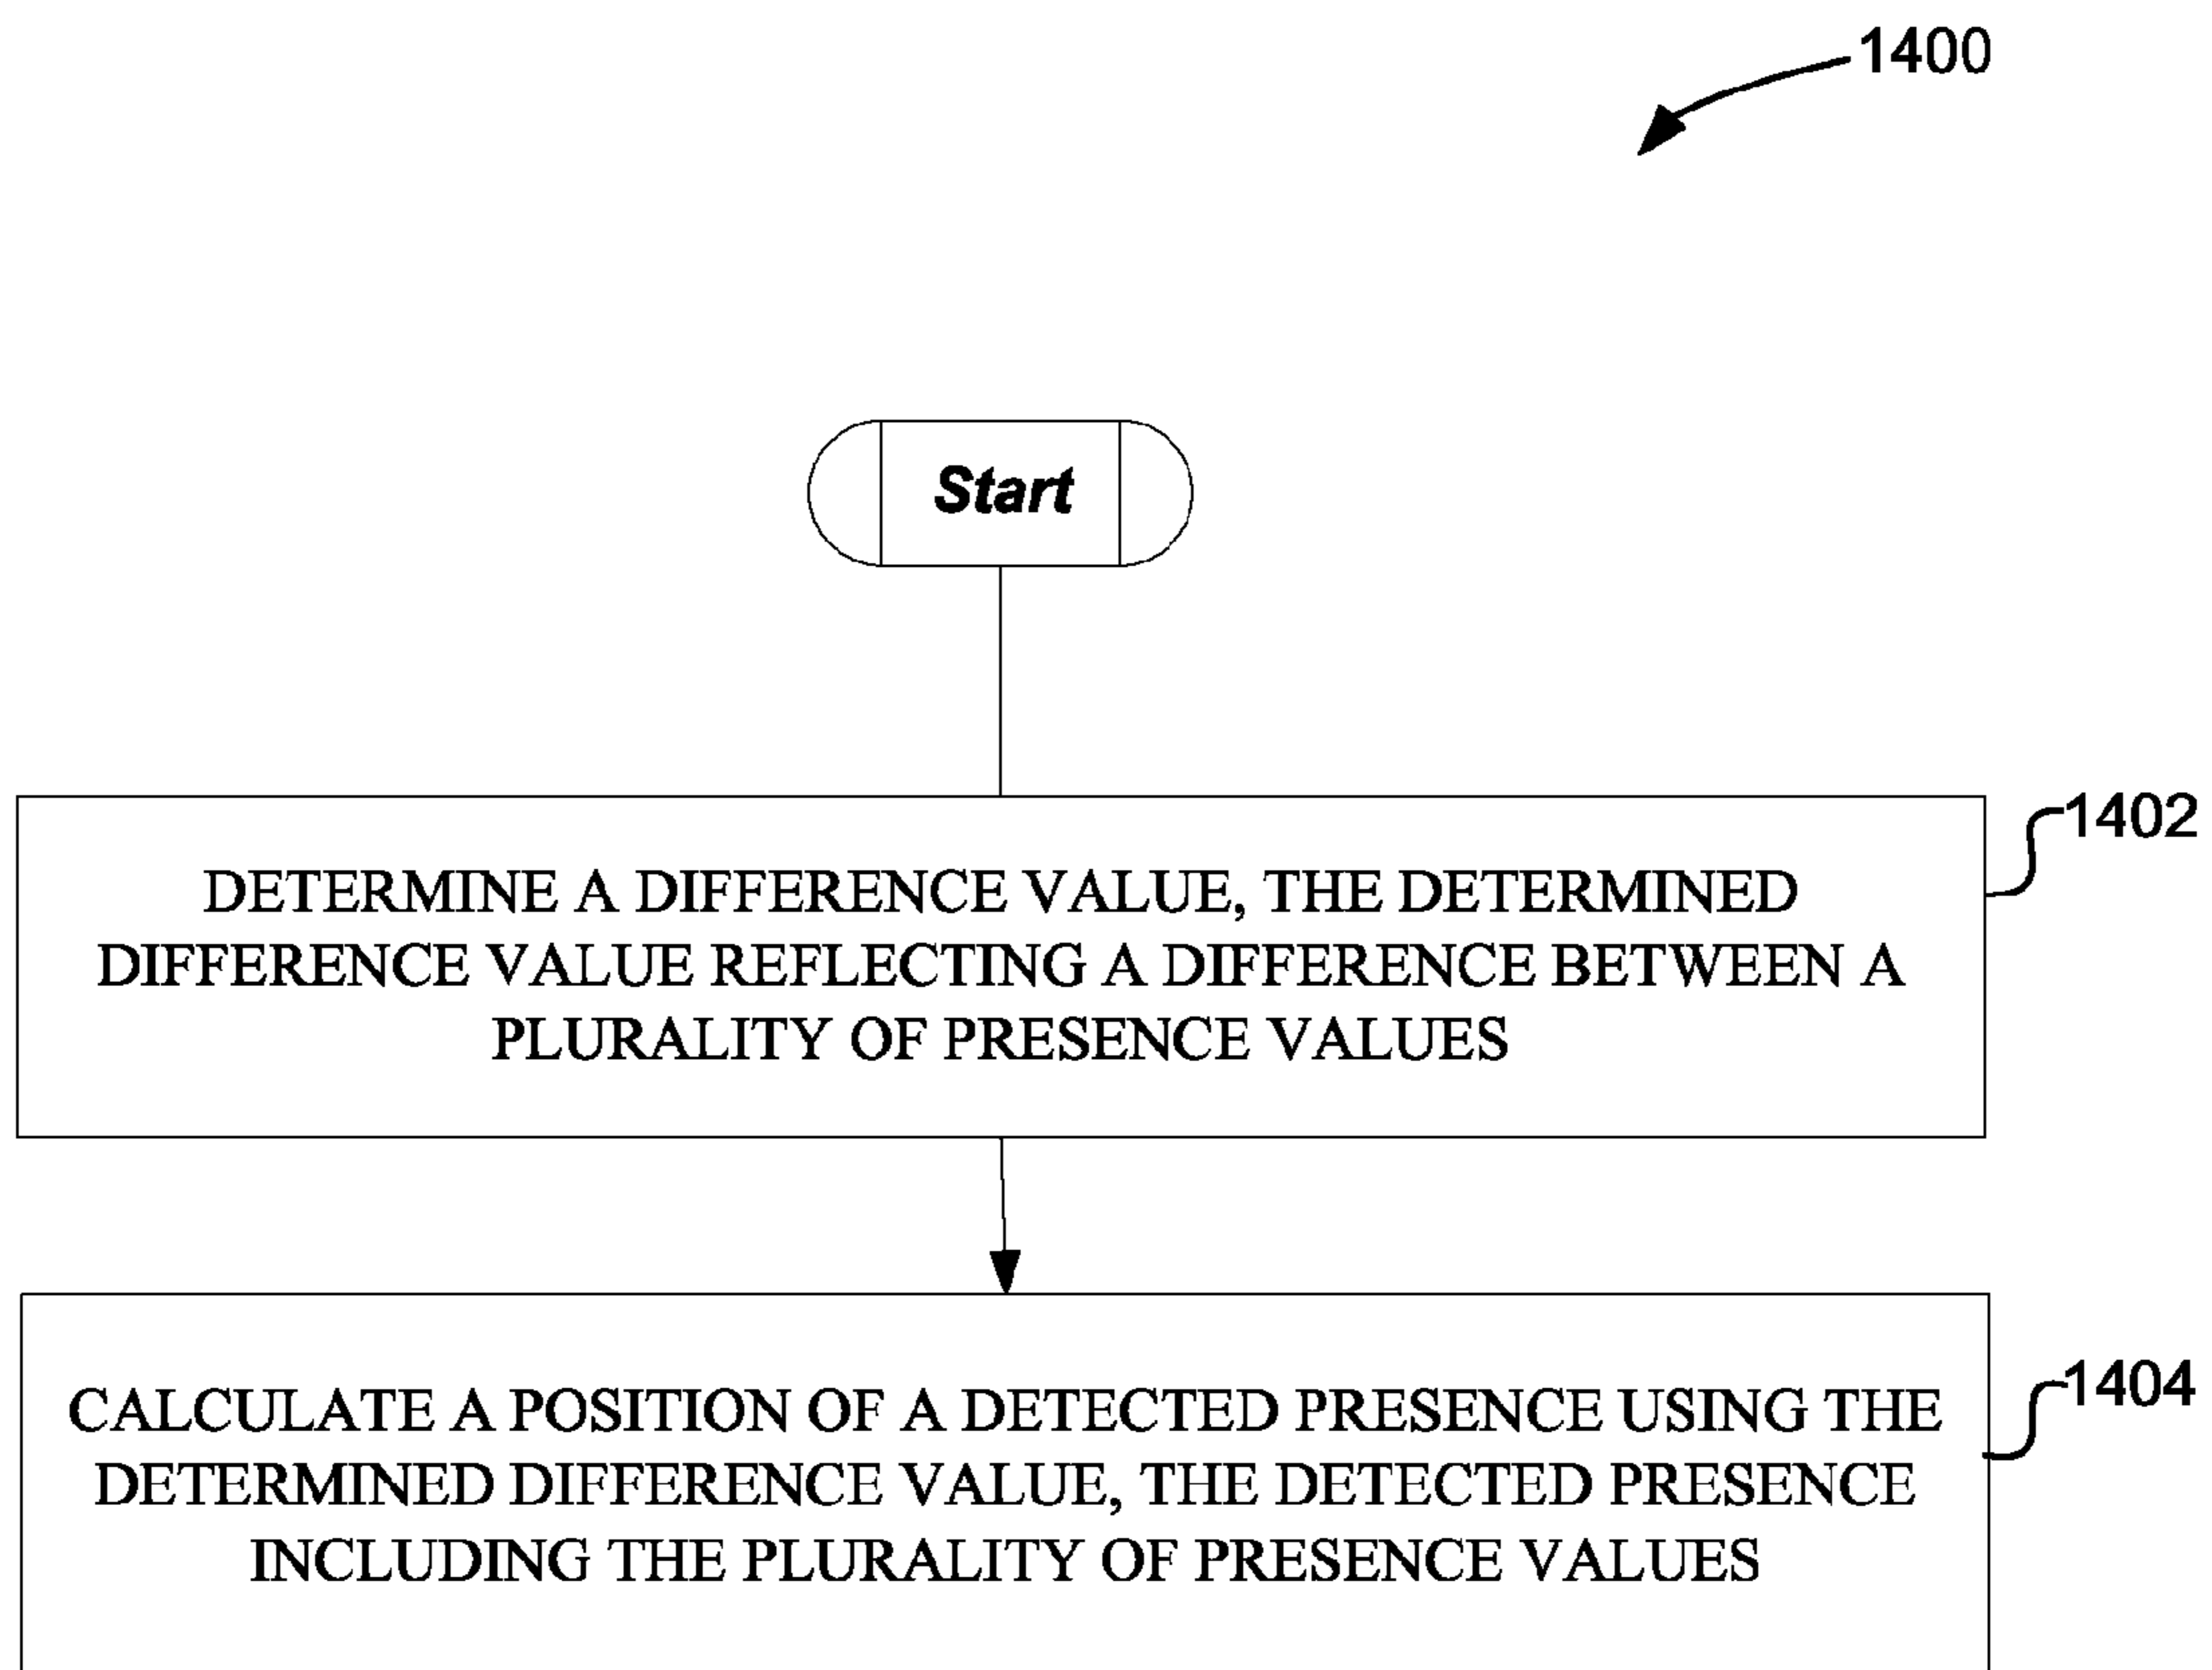 1400
Start
1402
DETERMINE A DIFFERENCE VALUE, THE DETERMINED
DIFFERENCE VALUE REFLECTING A DIFFERENCE BETWEEN A
PLURALITY OF PRESENCE VALUES
1404
CALCULATE A POSITION OF A DETECTED PRESENCE USING THE
DETERMINED DIFFERENCE VALUE, THE DETECTED PRESENCE
INCLUDING THE PLURALITY OF PRESENCE VALUES